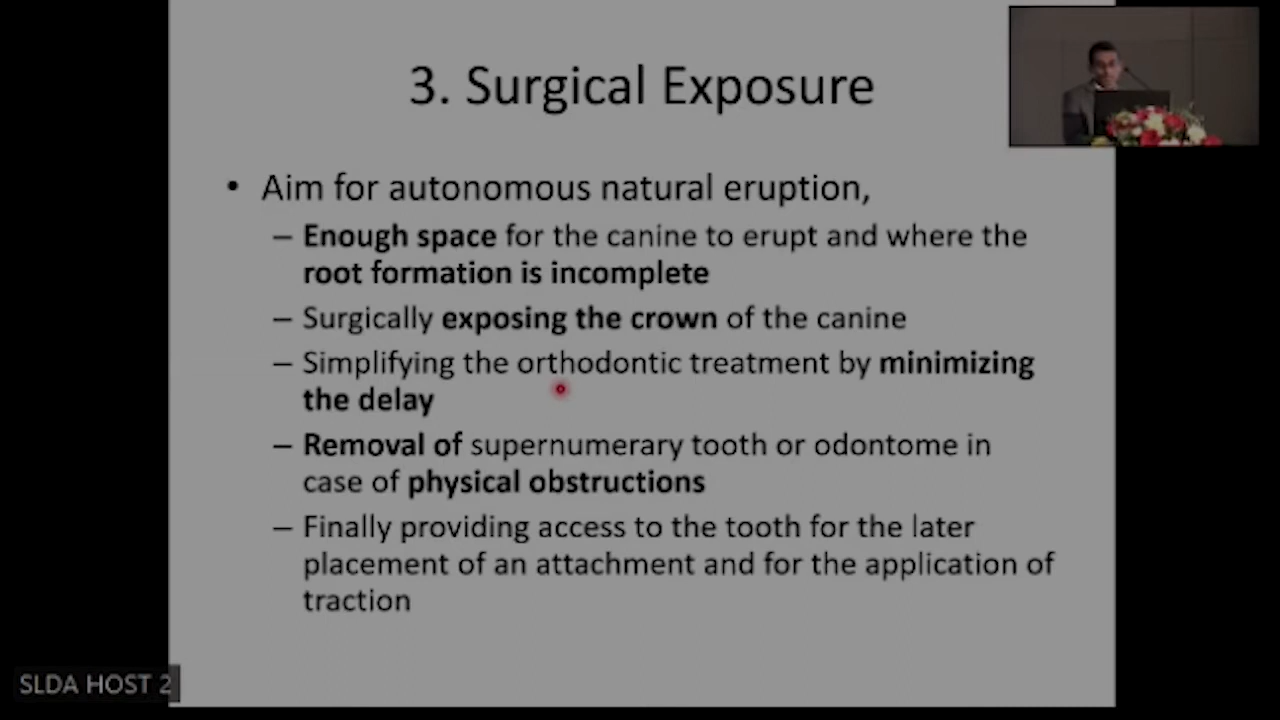 3. Surgical Exposure
• Aim for autonomous natural eruption,
– Enough space for the canine to erupt and where the
root formation is incomplete
– Surgically exposing the crown of the canine
– Simplifying the orthodontic treatment by minimizing
the delay
– Removal of supernumerary tooth or odontome in
case of physical obstructions
– Finally providing access to the tooth for the later
placement of an attachment and for the application of
traction
SLDA HOST 2